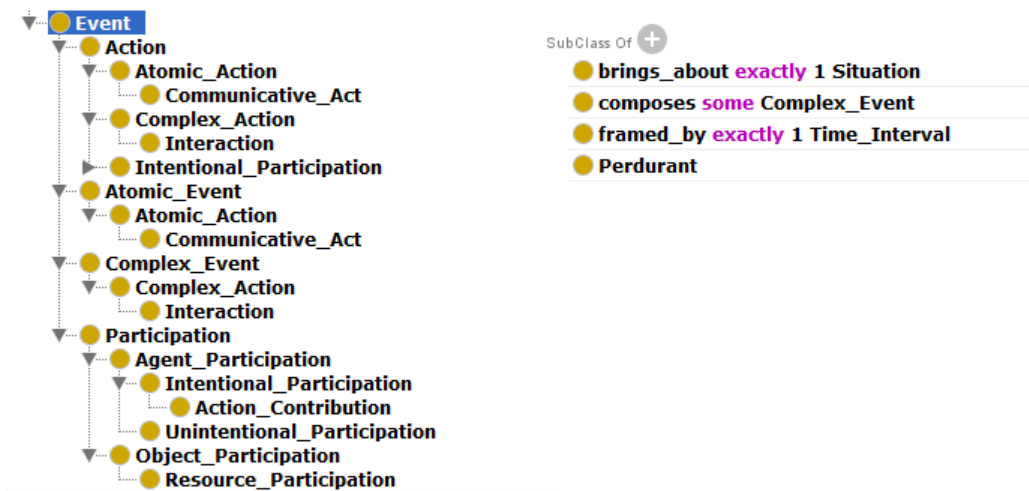 Event
Action
Atomic_Action
Communicative_Act
Complex_Action
Interaction
Intentional_Participation
Atomic_Event
Atomic_Action
Communicative_Act
Complex_Event
Complex_Action
Interaction
Participation
Agent_Participation
Intentional_Participation
Action_Contribution
Unintentional_Participation
Object_Participation
Resource_Participation
SubClass Of
brings_about exactly 1 Situation
composes some Complex_Event
framed_by exactly 1 Time_Interval
Perdurant